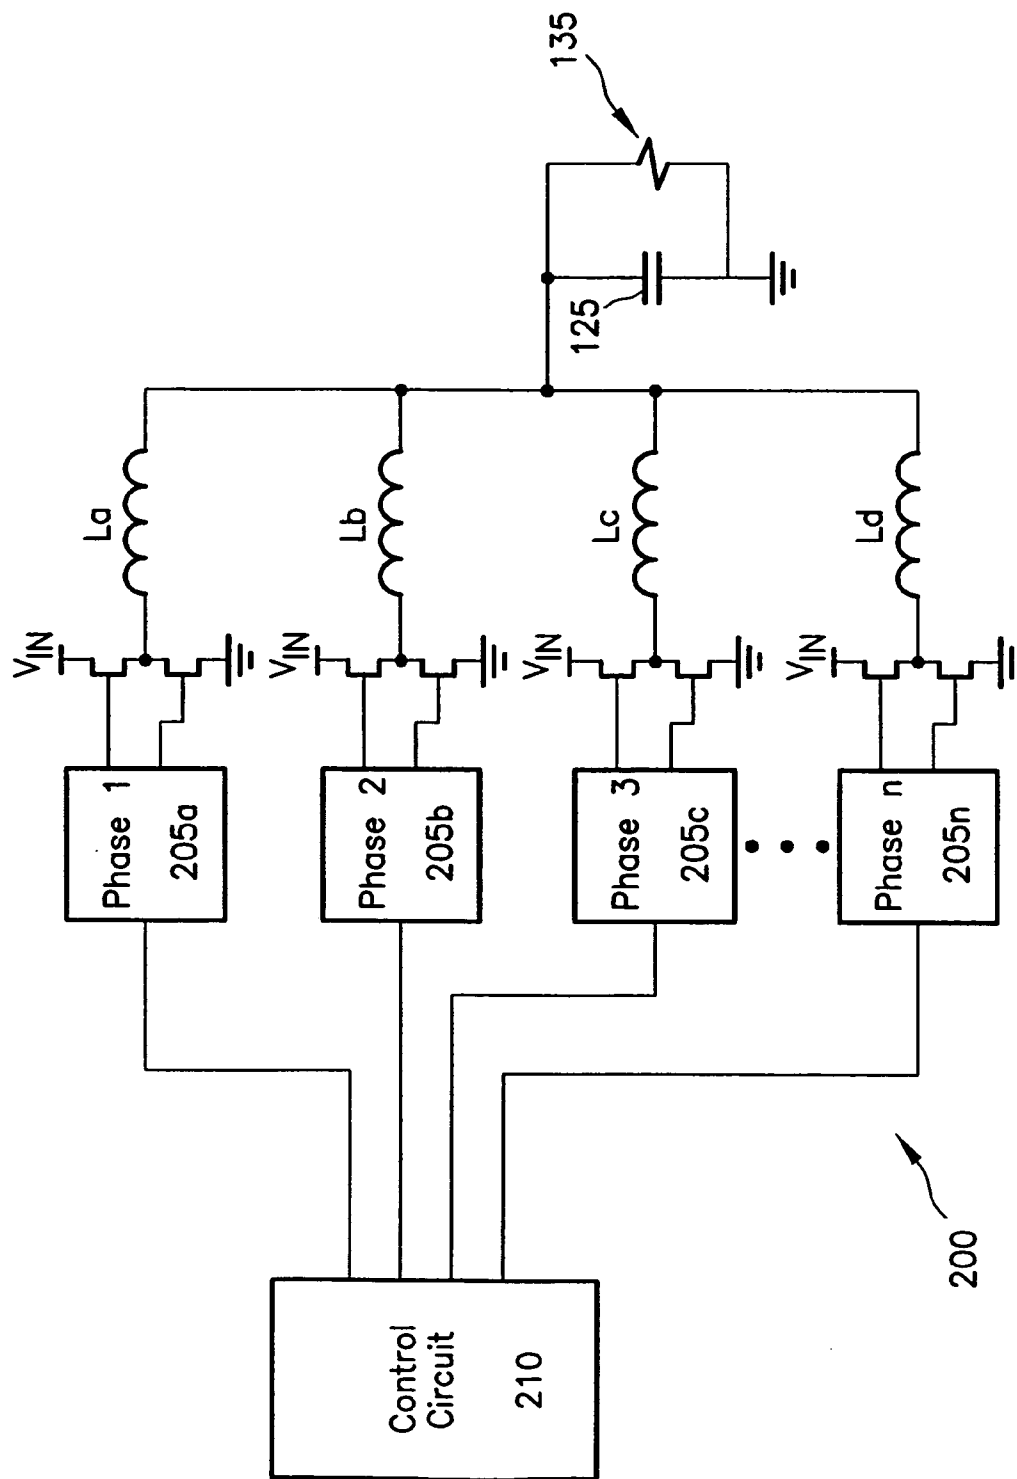 Control
Circuit
210
200
Phase 1
205a
Phase 2
205b
Phase 3
205c
Phase n
205n
VIN
VIN
VIN
VIN
La
Lb
Lc
Ld
125
135